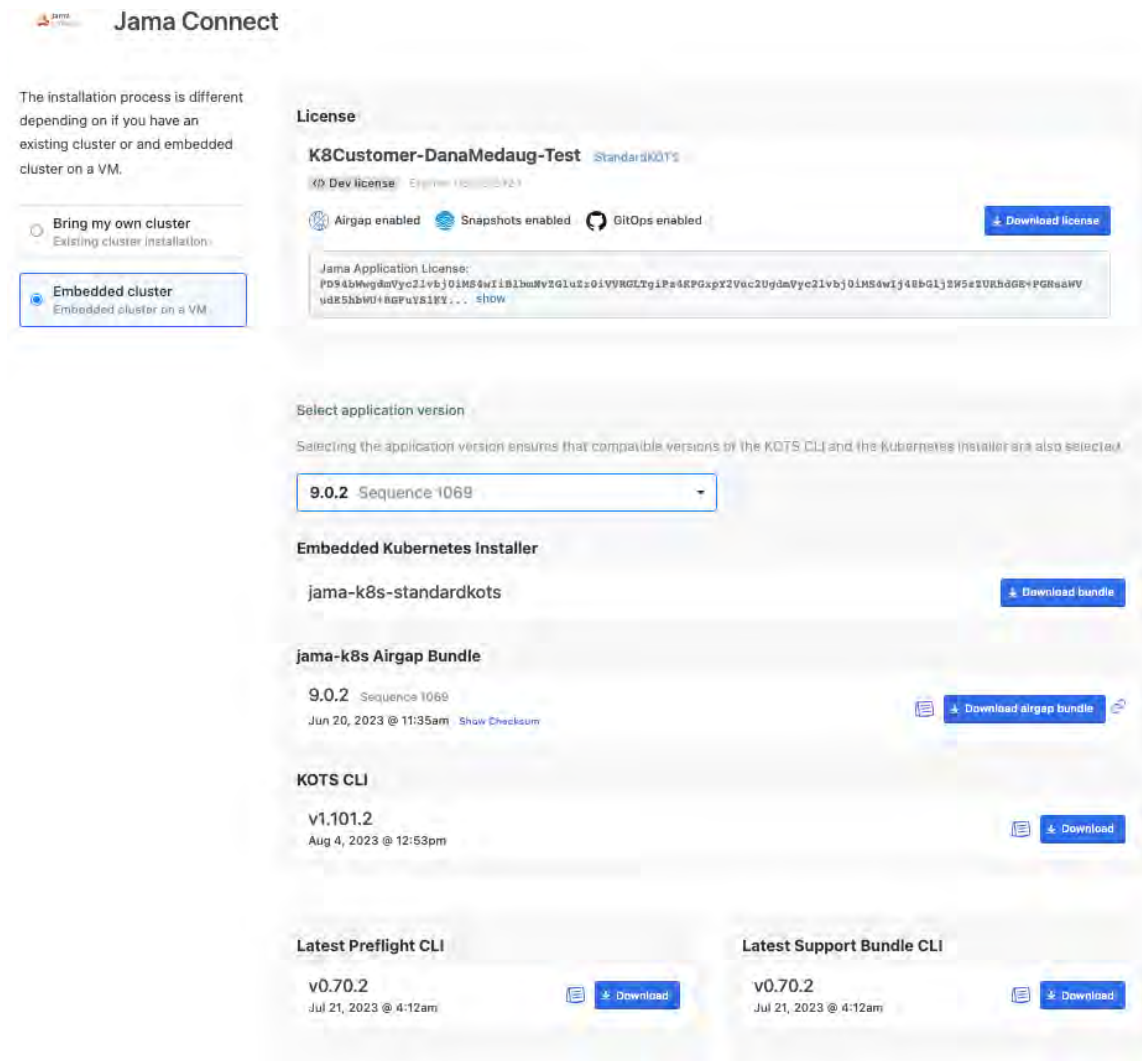 Jama Connect
The installation process is different
depending on if you have an
existing cluster or and embedded
cluster on a VM.
Bring my own cluster
Existing cluster installation
Embedded cluster
Embedded cluster on a VM
License
K8Customer-DanaMedaug-Test StandardKOTS
</> Dev license
Airgap enabled Snapshots enabled GitOps enabled Download license
Jama Application License:
show
Select application version
Selecting the application version ensures that compatible versions of the KOTS CLI and the Kubernetes installer are also selected.
9.0.2 Sequence 1069
Embedded Kubernetes Installer
jama-k8s-standardkots Download bundle
jama-k8s Airgap Bundle
9.0.2 Sequence 1069
Jun 20, 2023 @ 11:35am Show Checksum Download airgap bundle
KOTS CLI
v1.101.2
Aug 4, 2023 @ 12:53pm Download
Latest Preflight CLI Latest Support Bundle CLI
v0.70.2 Download v0.70.2 Download
Jul 21, 2023 @ 4:12am Jul 21, 2023 @ 4:12am